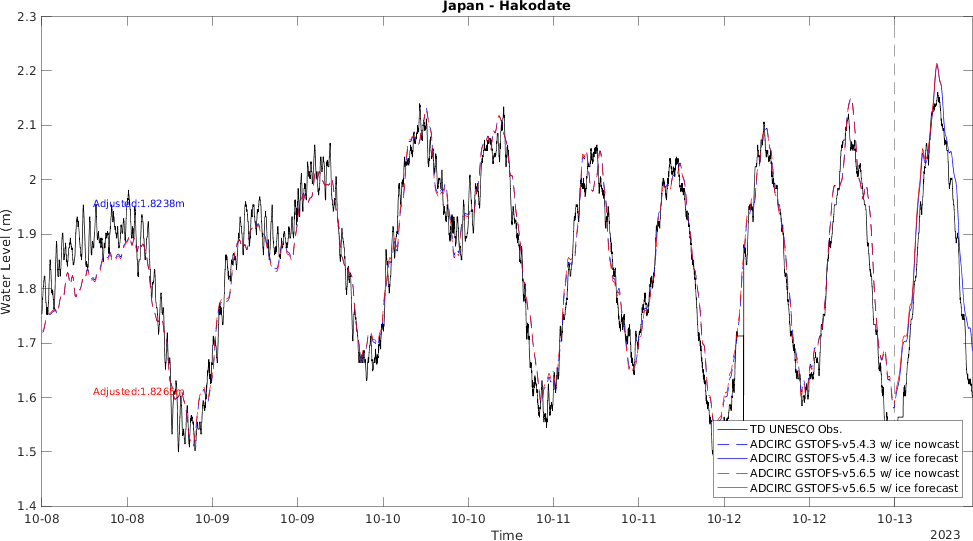 Japan - Hakodate
2.3
2.2
2.1
2
1.9
1.8
1.7
1.6
1.5
1.4
Water Level (m)
Adjusted:1.8238m
Adjusted:1.8265m
TD UNESCO Obs.
ADCIRC GSTOFS-v5.4.3 w/ ice nowcast
ADCIRC GSTOFS-v5.4.3 w/ ice forecast
ADCIRC GSTOFS-v5.6.5 w/ ice nowcast
ADCIRC GSTOFS-v5.6.5 w/ ice forecast
10-08 10-08 10-09 10-09 10-10 10-10 10-11 10-11 10-12 10-12 10-13
Time
2023